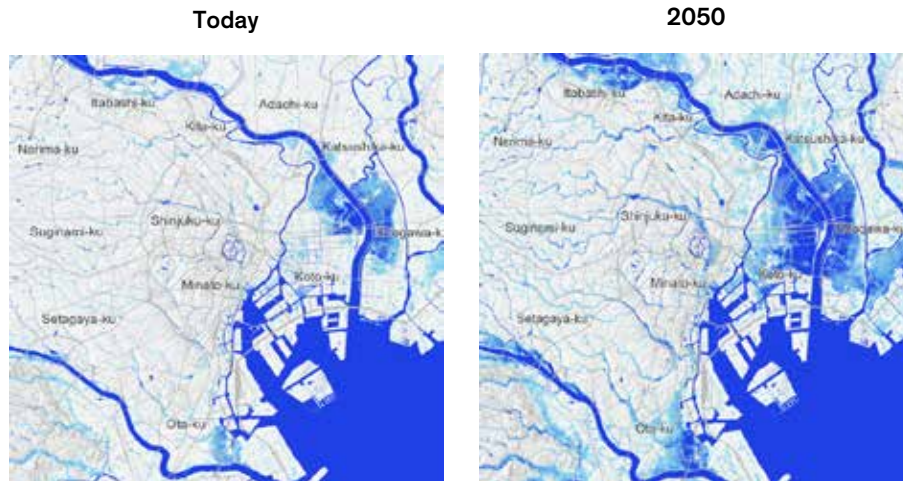 Today
2050
Itabashi-ku
Adachi-ku
Kita-ku
Nerima-ku
Katsushika-ku
Shinjuku-ku
Suginami-ku
Koto-ku
Minato-ku
Setagaya-ku
Ota-ku
Itabashi-ku
Adachi-ku
Kita-ku
Nerima-ku
Katsushika-ku
Shinjuku-ku
Suginami-ku
Koto-ku
Minato-ku
Setagaya-ku
Ota-ku